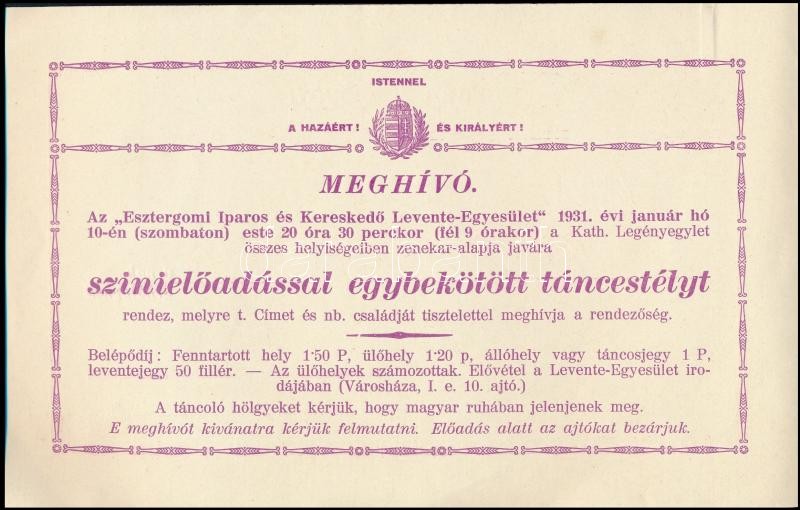 ISTENNEL
A HAZÁÉRT! ÉS KIRÁLYÉRT!
MEGHÍVÓ.
Az „Esztergomi Iparos és Kereskedő Levente-Egyesület“ 1931. évi január hó
10-én (szombaton) este 20 óra 30 perckor (fél 9 órakor) a Kath. Legényegylet
összes helyiségeiben zenekar-alapja javára
szinielőadással egybekötött táncestélyt
rendez, melyre t. Címet és nb. családját tisztelettel meghívja a rendezőség.
Belépődíj: Fenntartott hely 1·50 P, ülőhely 1·20 p, állóhely vagy táncosjegy 1 P,
leventejegy 50 fillér. — Az ülőhelyek számozottak. Elővétel a Levente-Egyesület iro-
dájában (Városháza, I. e. 10. ajtó.)
A táncoló hölgyeket kérjük, hogy magyar ruhában jelenjenek meg.
E meghívót kivánatra kérjük felmutatni. Előadás alatt az ajtókat bezárjuk.